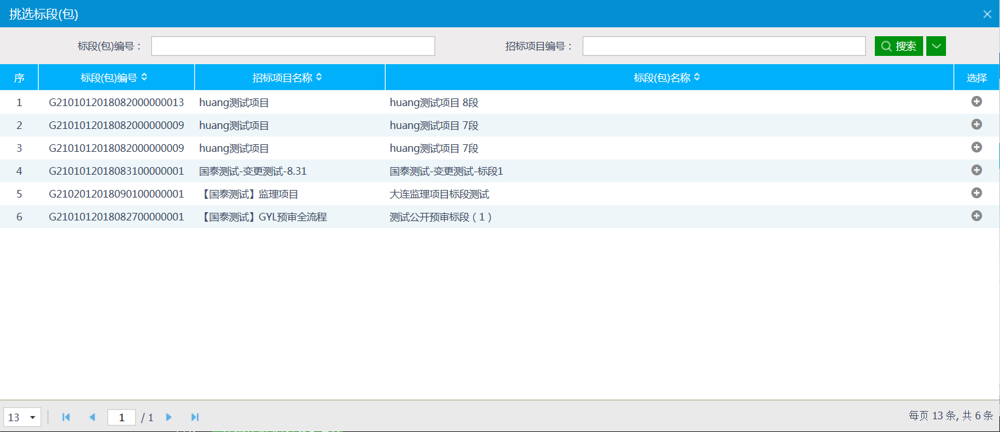 挑选标段(包)
标段(包)编号： 招标项目编号： 搜索
序 标段(包)编号 招标项目名称 标段(包)名称 选择
1 G2101012018082000000013 huang测试项目 huang测试项目 8段
2 G2101012018082000000009 huang测试项目 huang测试项目 7段
3 G2101012018082000000009 huang测试项目 huang测试项目 7段
4 G2101012018083100000001 国泰测试-变更测试-8.31 国泰测试-变更测试-标段1
5 G2102012018090100000001 【国泰测试】监理项目 大连监理项目标段测试
6 G2101012018082700000001 【国泰测试】GYL预审全流程 测试公开预审标段（1）
13 1 / 1 每页 13 条, 共 6 条